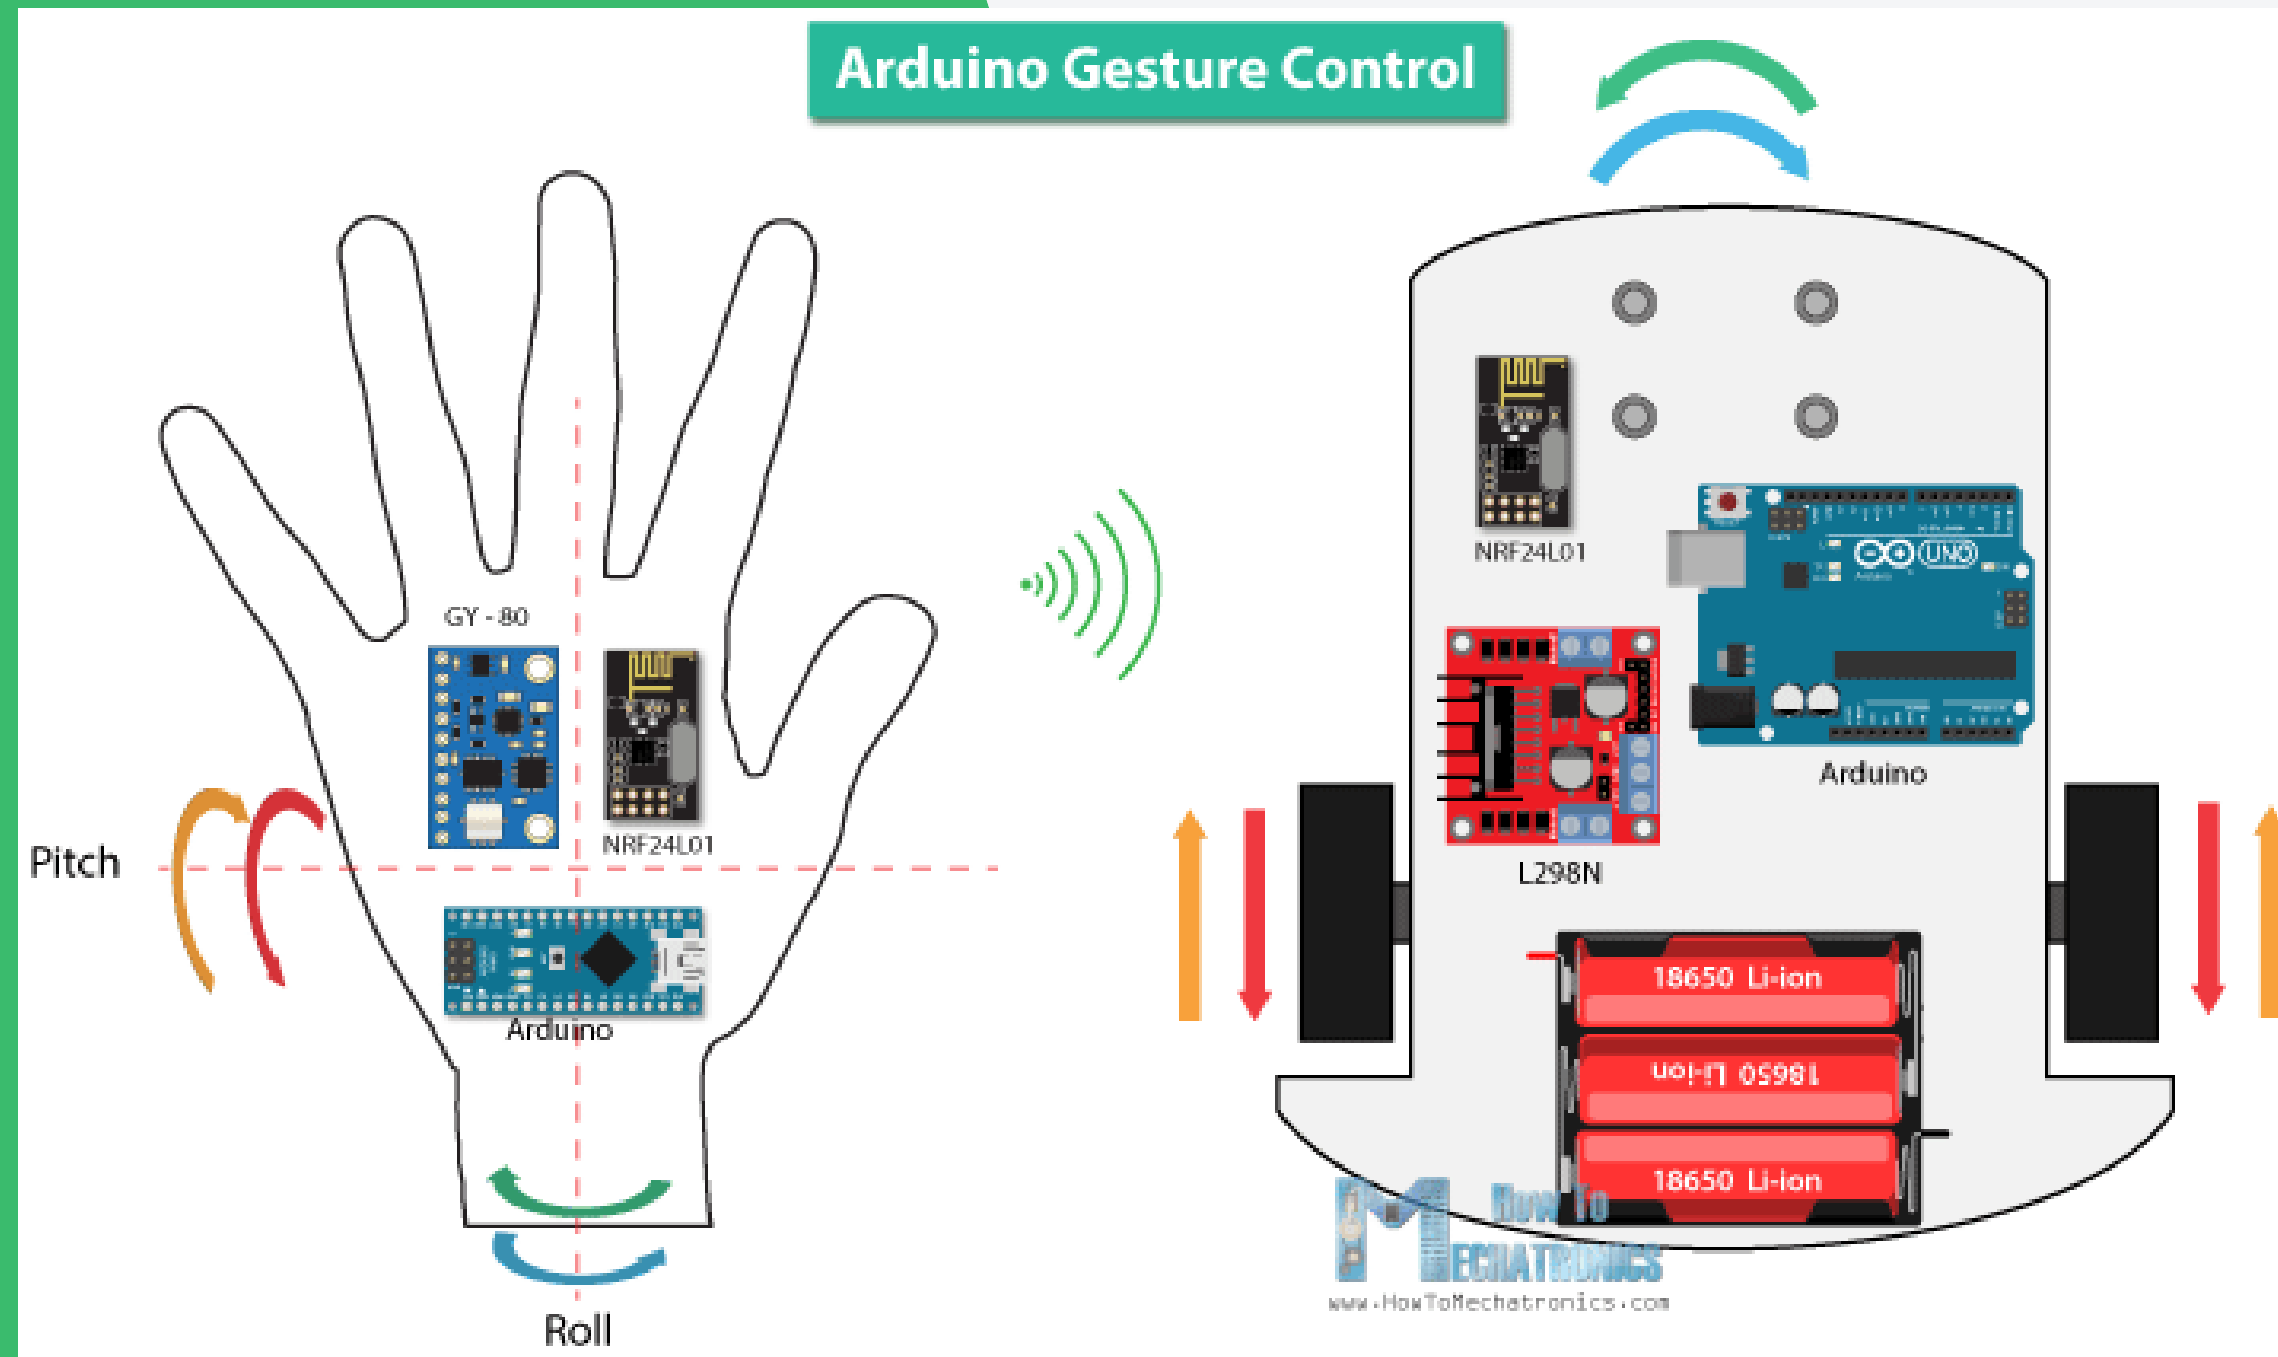 Arduino Gesture Control
GY - 80
NRF24L01
Pitch
Arduino
Roll
NRF24L01
UNO
Arduino
L298N
18650 Li-ion
18650 Li-ion
18650 Li-ion
How To
MECHATRONICS
www.HowToMechatronics.com